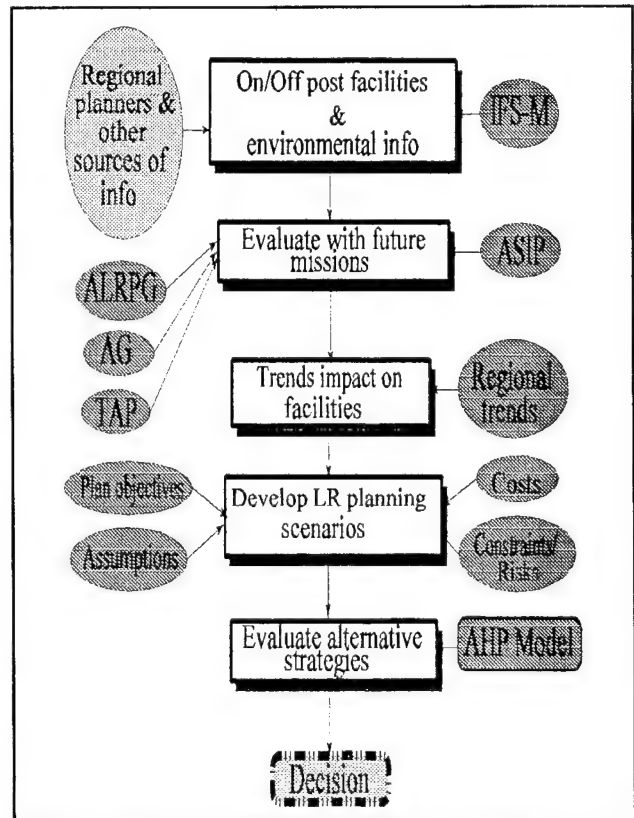 Regional
planners &
other
sources of
info
On/Off post facilities
&
environmental info
IFS-M
Evaluate with future
missions
ASIP
ALRPG
AG
TAP
Trends impact on
facilities
Regional
trends
Plan objectives
Assumptions
Develop LR planning
scenarios
Costs
Constraints/
Risks
Evaluate alternative
strategies
AHP Model
Decision